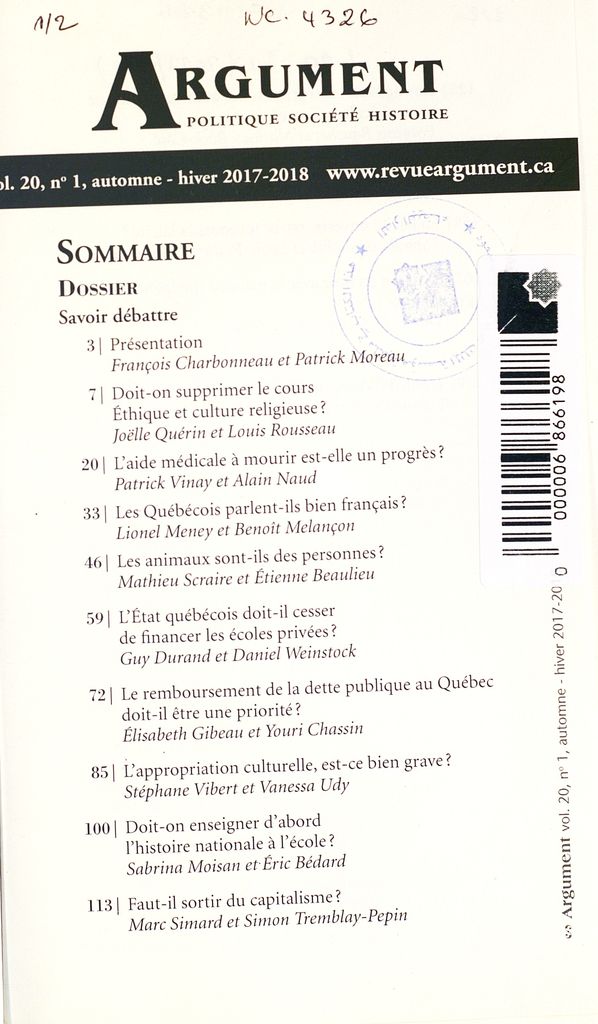 1/2
WC. 4326
ARGUMENT
POLITIQUE SOCIÉTÉ HISTOIRE
ol. 20, nº 1, automne - hiver 2017-2018 www.revueargument.ca
SOMMAIRE
DOSSIER
Savoir débattre
3| Présentation
François Charbonneau et Patrick Moreau
7| Doit-on supprimer le cours
Éthique et culture religieuse?
Joëlle Quérin et Louis Rousseau
20| L'aide médicale à mourir est-elle un progrès?
Patrick Vinay et Alain Naud
33| Les Québécois parlent-ils bien français?
Lionel Meney et Benoît Melançon
46| Les animaux sont-ils des personnes?
Mathieu Scraire et Étienne Beaulieu
59| L'État québécois doit-il cesser
de financer les écoles privées?
Guy Durand et Daniel Weinstock
72| Le remboursement de la dette publique au Québec
doit-il être une priorité?
Élisabeth Gibeau et Youri Chassin
85| L'appropriation culturelle, est-ce bien grave?
Stéphane Vibert et Vanessa Udy
100| Doit-on enseigner d'abord
l'histoire nationale à l'école?
Sabrina Moisan et Éric Bédard
113| Faut-il sortir du capitalisme?
Marc Simard et Simon Tremblay-Pepin
000006 866198
Argument vol. 20, nº 1, automne - hiver 2017-20